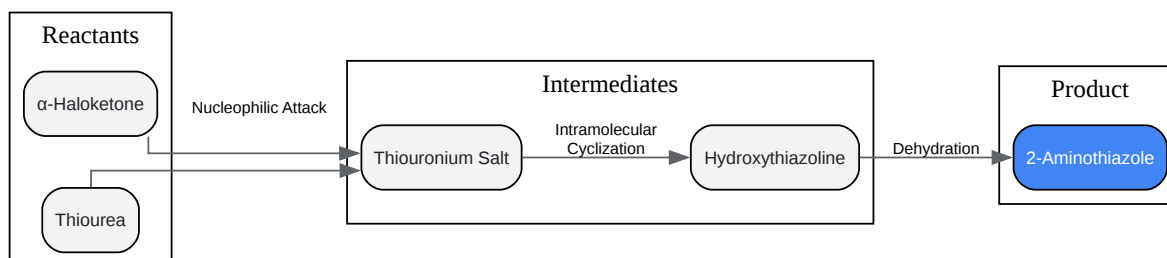 Reactants
α-Haloketone
Thiourea
Nucleophilic Attack
Intermediates
Thiouronium Salt
Intramolecular
Cyclization
Hydroxythiazoline
Dehydration
Product
2-Aminothiazole